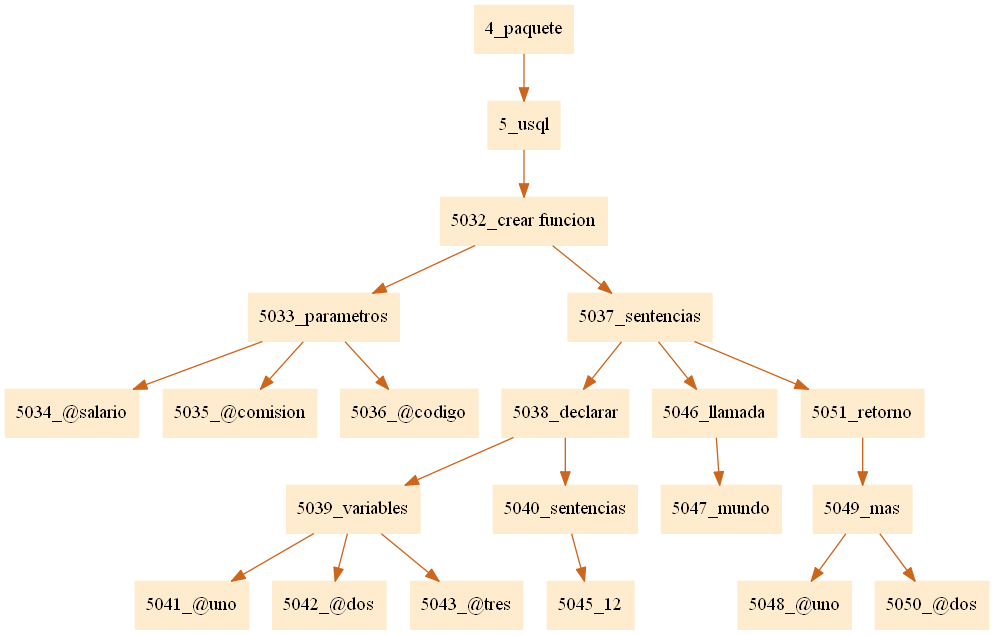 4_paquete
5_usql
5032_crear funcion
5033_parametros
5037_sentencias
5034_@salario
5035_@comision
5036_@codigo
5038_declarar
5046_llamada
5051_retorno
5039_variables
5040_sentencias
5047_mundo
5049_mas
5041_@uno
5042_@dos
5043_@tres
5045_12
5048_@uno
5050_@dos